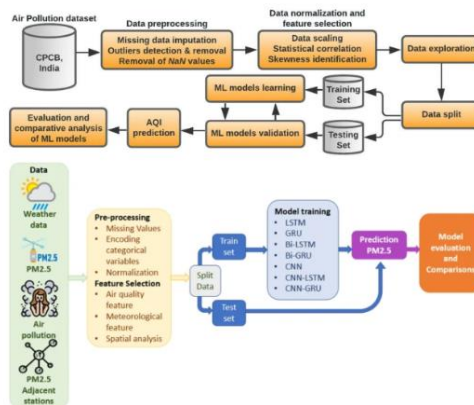 Air Pollution dataset
CPCB,
India
Data preprocessing
Missing data imputation
Outliers detection & removal
Removal of NaN values
Data normalization and
feature selection
Data scaling
Statistical correlation
Skewness identification
Data exploration
Data split
Training
Set
Testing
Set
ML models learning
ML models validation
AQI
prediction
Evaluation and
comparative analysis
of ML models
Data
Weather
data
PM2.5
PM2.5
Air
pollution
PM2.5
Adjacent
stations
Pre-processing
• Missing Values
• Encoding
categorical
variables
• Normalization
Feature Selection
• Air quality
feature
• Meteorological
feature
• Spatial analysis
Split
Data
Train
set
Test
set
Model training
• LSTM
• GRU
• Bi-LSTM
• Bi-GRU
• CNN
• CNN-LSTM
• CNN-GRU
Prediction
PM2.5
Model
evaluation and
Comparisons